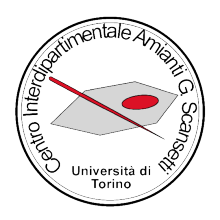 Centro Interdipartimentale Amianti G. Scansetti
Università di
Torino